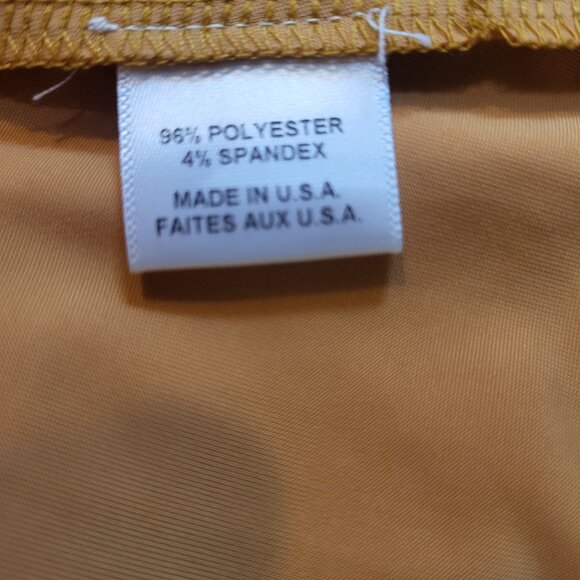 96% POLYESTER
4% SPANDEX
MADE IN U.S.A.
FAITES AUX U.S.A.